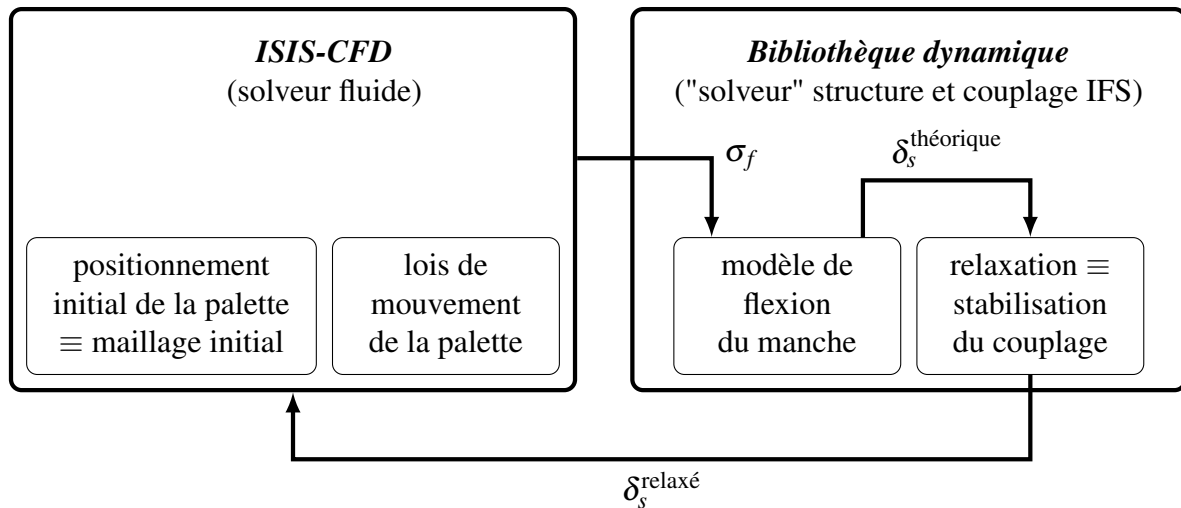 ISIS-CFD
(solveur fluide)
positionnement
initial de la palette
≡ maillage initial
lois de
mouvement
de la palette
Bibliothèque dynamique
("solveur" structure et couplage IFS)
σ_f
δ_s^théorique
modèle de
flexion
du manche
relaxation ≡
stabilisation
du couplage
δ_s^relaxé